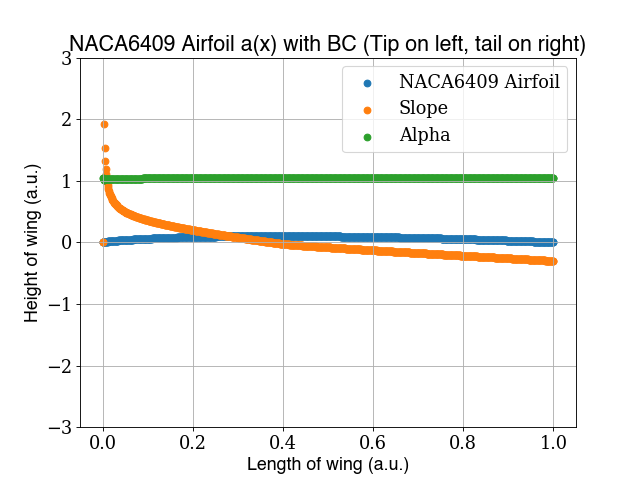 NACA6409 Airfoil a(x) with BC (Tip on left, tail on right)
NACA6409 Airfoil
Slope
Alpha
Height of wing (a.u.)
3
2
1
0
−1
−2
−3
0.0 0.2 0.4 0.6 0.8 1.0
Length of wing (a.u.)